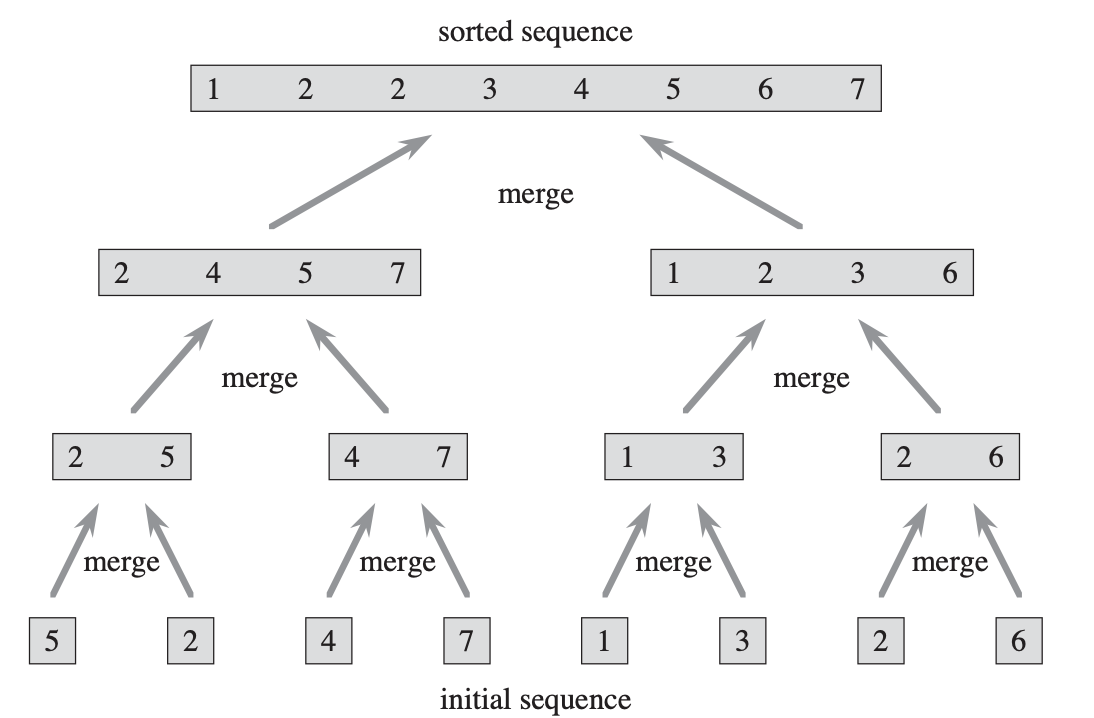 sorted sequence
1 2 2 3 4 5 6 7
merge
2 4 5 7 1 2 3 6
merge merge
2 5 4 7 1 3 2 6
merge merge merge merge
5 2 4 7 1 3 2 6
initial sequence